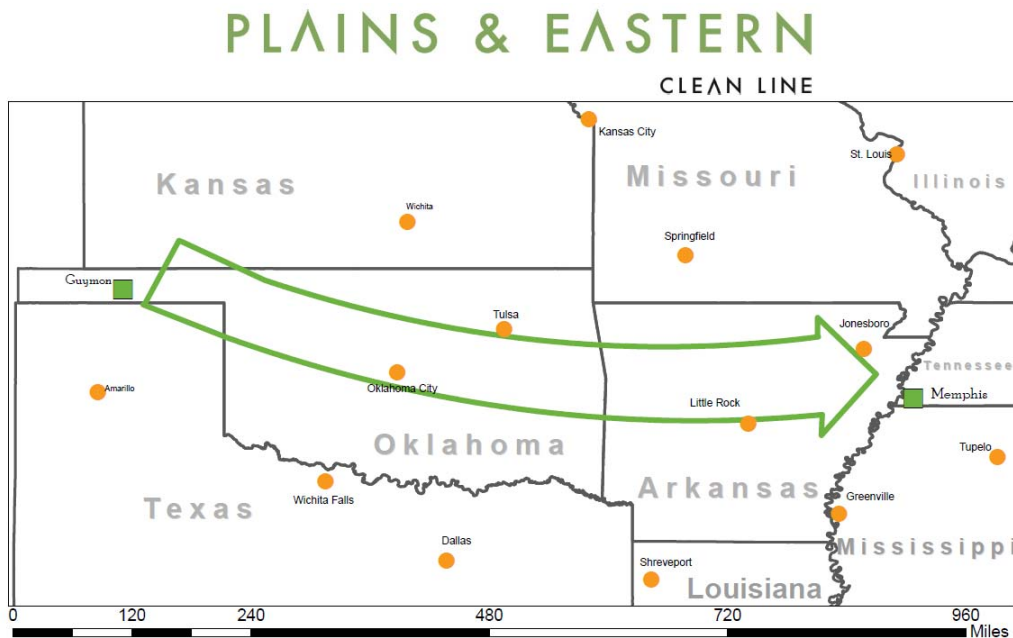 PLAINS & EASTERN
CLEAN LINE
Kansas City
St. Louis
Missouri
Illinois
Kansas
Wichita
Springfield
Guymon
Tulsa
Jonesboro
Tennessee
Amarillo
Oklahoma City
Little Rock
Memphis
Oklahoma
Tupelo
Arkansas
Wichita Falls
Texas
Greenville
Dallas
Mississippi
Shreveport
Louisiana
0 120 240 480 720 960
Miles